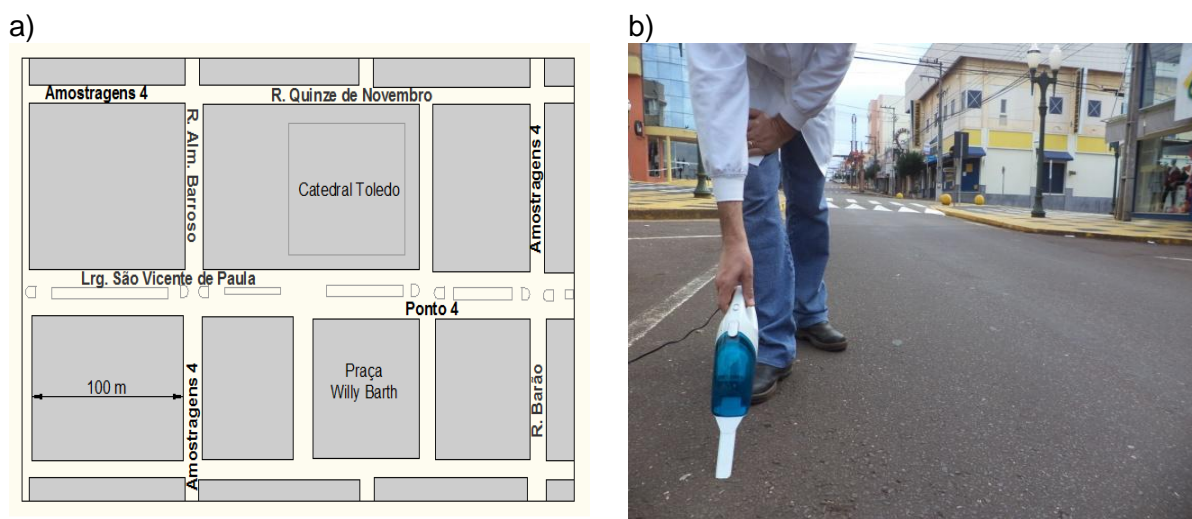 a)
b)
Amostragens 4
R. Quinze de Novembro
R. Alm. Barroso
Catedral Toledo
Amostragens 4
Lrg. São Vicente de Paula
Ponto 4
100 m
Amostragens 4
Praça
Willy Barth
R. Barão